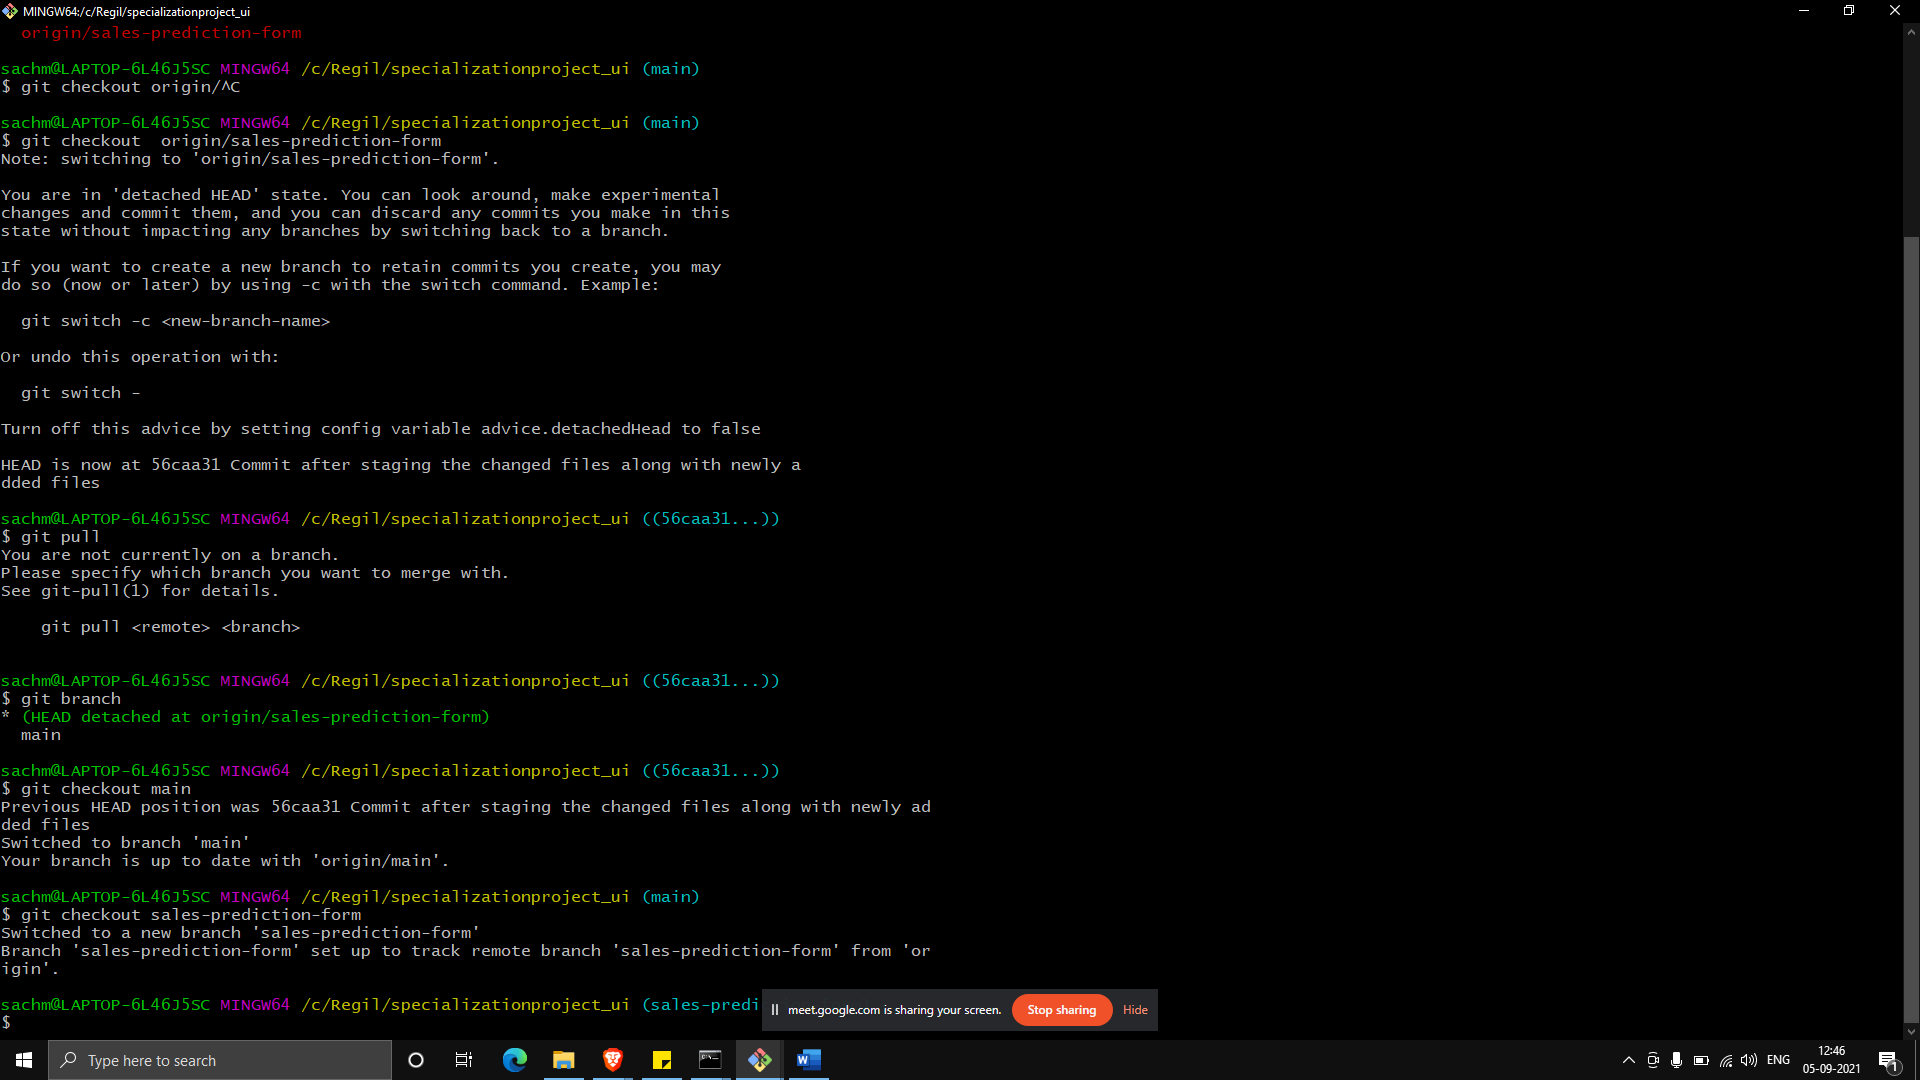 MINGW64:/c/Regil/specializationproject_ui
origin/sales-prediction-form
sachm@LAPTOP-6L46J5SC MINGW64 /c/Regil/specializationproject_ui (main)
$ git checkout origin/^C
sachm@LAPTOP-6L46J5SC MINGW64 /c/Regil/specializationproject_ui (main)
$ git checkout  origin/sales-prediction-form
Note: switching to 'origin/sales-prediction-form'.
You are in 'detached HEAD' state. You can look around, make experimental
changes and commit them, and you can discard any commits you make in this
state without impacting any branches by switching back to a branch.
If you want to create a new branch to retain commits you create, you may
do so (now or later) by using -c with the switch command. Example:
git switch -c <new-branch-name>
Or undo this operation with:
git switch -
Turn off this advice by setting config variable advice.detachedHead to false
HEAD is now at 56caa31 Commit after staging the changed files along with newly a
dded files
sachm@LAPTOP-6L46J5SC MINGW64 /c/Regil/specializationproject_ui ((56caa31...))
$ git pull
You are not currently on a branch.
Please specify which branch you want to merge with.
See git-pull(1) for details.
git pull <remote> <branch>
sachm@LAPTOP-6L46J5SC MINGW64 /c/Regil/specializationproject_ui ((56caa31...))
$ git branch
* (HEAD detached at origin/sales-prediction-form)
main
sachm@LAPTOP-6L46J5SC MINGW64 /c/Regil/specializationproject_ui ((56caa31...))
$ git checkout main
Previous HEAD position was 56caa31 Commit after staging the changed files along with newly ad
ded files
Switched to branch 'main'
Your branch is up to date with 'origin/main'.
sachm@LAPTOP-6L46J5SC MINGW64 /c/Regil/specializationproject_ui (main)
$ git checkout sales-prediction-form
Switched to a new branch 'sales-prediction-form'
Branch 'sales-prediction-form' set up to track remote branch 'sales-prediction-form' from 'or
igin'.
sachm@LAPTOP-6L46J5SC MINGW64 /c/Regil/specializationproject_ui (sales-predi
$
meet.google.com is sharing your screen. Stop sharing Hide
Type here to search
ENG
12:46
05-09-2021
1